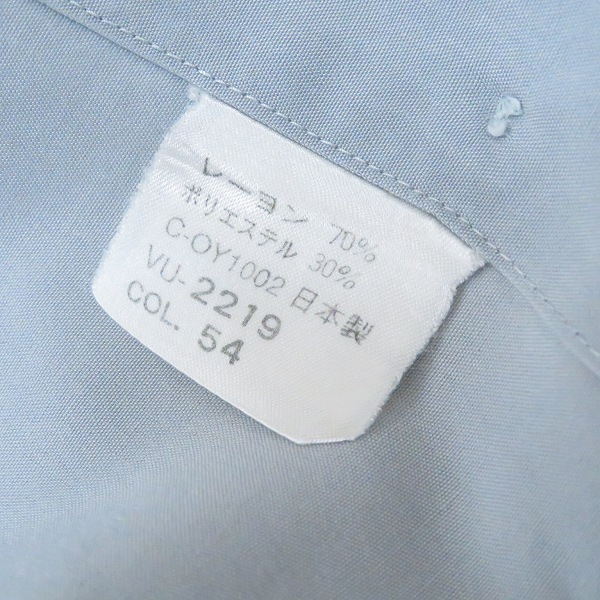 レーヨン 70%
ポリエステル 30%
C-OY1002 日本製
VU-2219
COL. 54